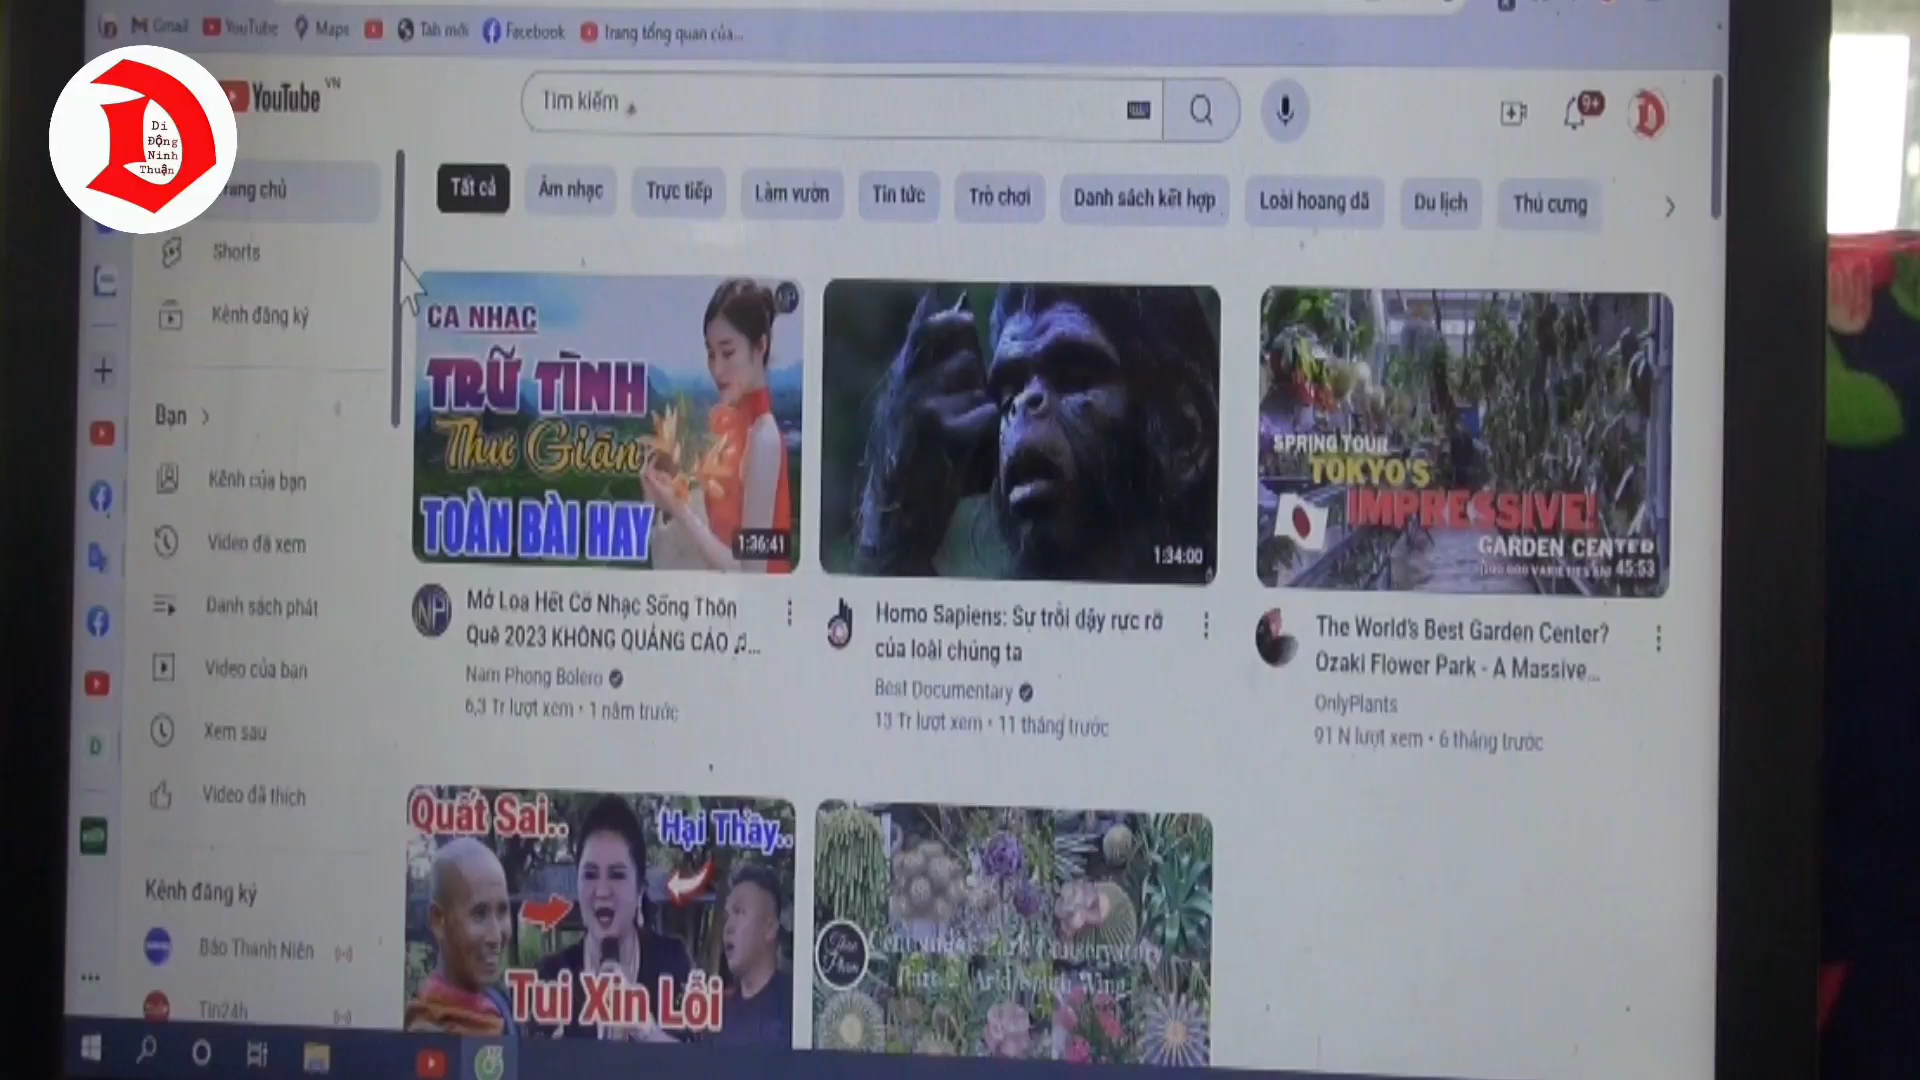 Gmail
YouTube
Maps
Tab mới
Facebook
Trang tổng quan của...
Di
Động
Ninh
Thuận
YouTube VN
Tìm kiếm
9+
Trang chủ
Shorts
Kênh đăng ký
Bạn
Kênh của bạn
Video đã xem
Danh sách phát
Video của bạn
Xem sau
Video đã thích
Kênh đăng ký
Báo Thanh Niên
Tin24h
Tất cả
Âm nhạc
Trực tiếp
Làm vườn
Tin tức
Trò chơi
Danh sách kết hợp
Loài hoang dã
Du lịch
Thú cưng
CA NHẠC
TRỮ TÌNH
Thư Giãn
TOÀN BÀI HAY
1:36:41
NP
Mở Loa Hết Cỡ Nhạc Sống Thôn
Quê 2023 KHÔNG QUẢNG CÁO ♫...
Nam Phong Bolero
6,3 Tr lượt xem • 1 năm trước
1:34:00
Homo Sapiens: Sự trỗi dậy rực rỡ
của loài chúng ta
Best Documentary
13 Tr lượt xem • 11 tháng trước
SPRING TOUR
TOKYO'S
IMPRESSIVE!
GARDEN CENTER
45:53
The World's Best Garden Center?
Ozaki Flower Park - A Massive...
OnlyPlants
91 N lượt xem • 6 tháng trước
Quất Sai..
Hại Thầy..
Tui Xin Lỗi
Park Conservatory
Arid South Wing